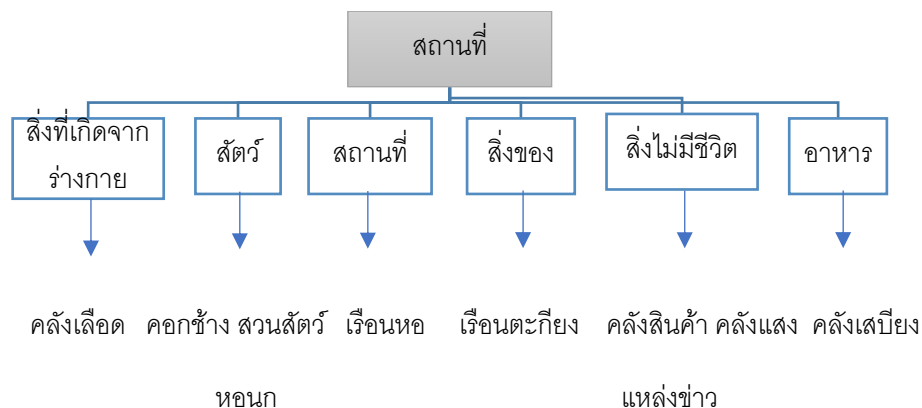 สถานที่
สิ่งที่เกิดจาก
ร่างกาย
สัตว์
สถานที่
สิ่งของ
สิ่งไม่มีชีวิต
อาหาร
คลังเลือด
คอกช้าง สวนสัตว์
หอนก
เรือนหอ
เรือนตะกียง
คลังสินค้า คลังแสง
แหล่งข่าว
คลังเสบียง